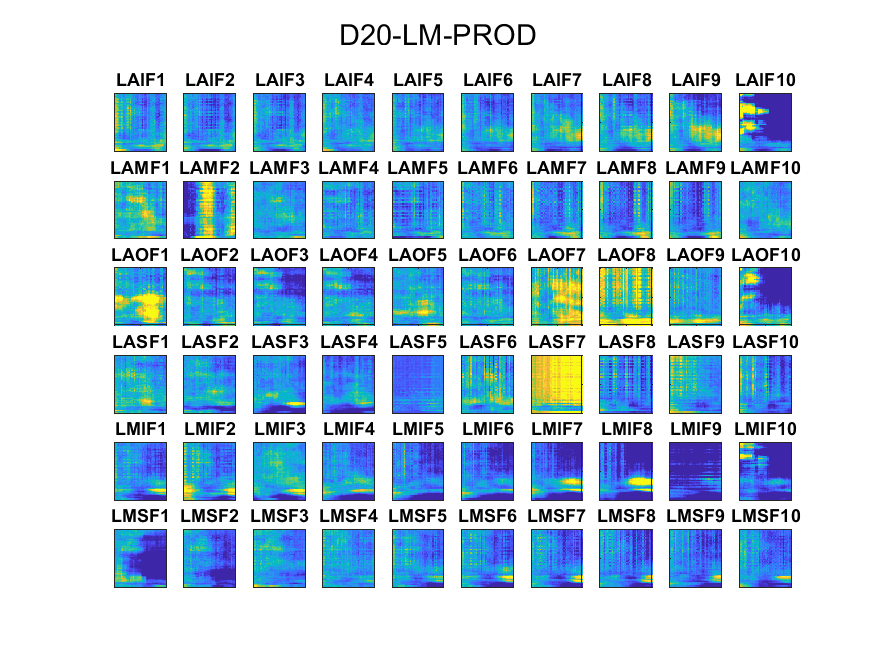 D20-LM-PROD
LAIF1 LAIF2 LAIF3 LAIF4 LAIF5 LAIF6 LAIF7 LAIF8 LAIF9 LAIF10
LAMF1 LAMF2 LAMF3 LAMF4 LAMF5 LAMF6 LAMF7 LAMF8 LAMF9 LAMF10
LAOF1 LAOF2 LAOF3 LAOF4 LAOF5 LAOF6 LAOF7 LAOF8 LAOF9 LAOF10
LASF1 LASF2 LASF3 LASF4 LASF5 LASF6 LASF7 LASF8 LASF9 LASF10
LMIF1 LMIF2 LMIF3 LMIF4 LMIF5 LMIF6 LMIF7 LMIF8 LMIF9 LMIF10
LMSF1 LMSF2 LMSF3 LMSF4 LMSF5 LMSF6 LMSF7 LMSF8 LMSF9 LMSF10